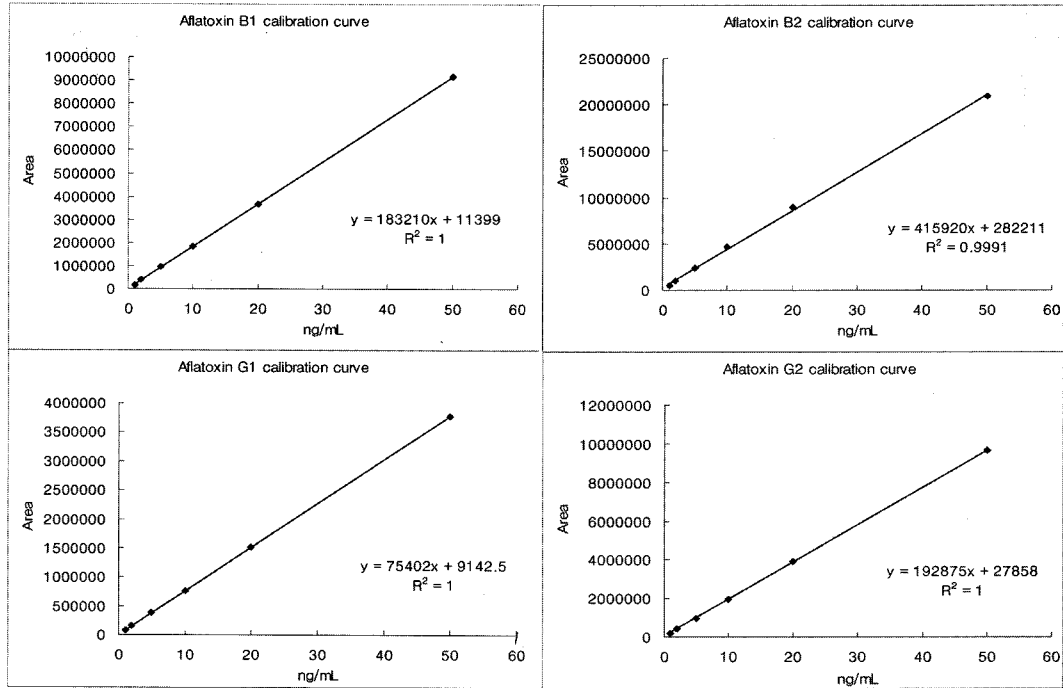 Aflatoxin B1 calibration curve
10000000
9000000
8000000
7000000
6000000
5000000
4000000
3000000
2000000
1000000
0
Area
y = 183210x + 11399
R² = 1
0 10 20 30 40 50 60
ng/mL
Aflatoxin B2 calibration curve
25000000
20000000
15000000
10000000
5000000
0
Area
y = 415920x + 282211
R² = 0.9991
0 10 20 30 40 50 60
ng/mL
Aflatoxin G1 calibration curve
4000000
3500000
3000000
2500000
2000000
1500000
1000000
500000
0
Area
y = 75402x + 9142.5
R² = 1
0 10 20 30 40 50 60
ng/mL
Aflatoxin G2 calibration curve
12000000
10000000
8000000
6000000
4000000
2000000
0
Area
y = 192875x + 27858
R² = 1
0 10 20 30 40 50 60
ng/mL